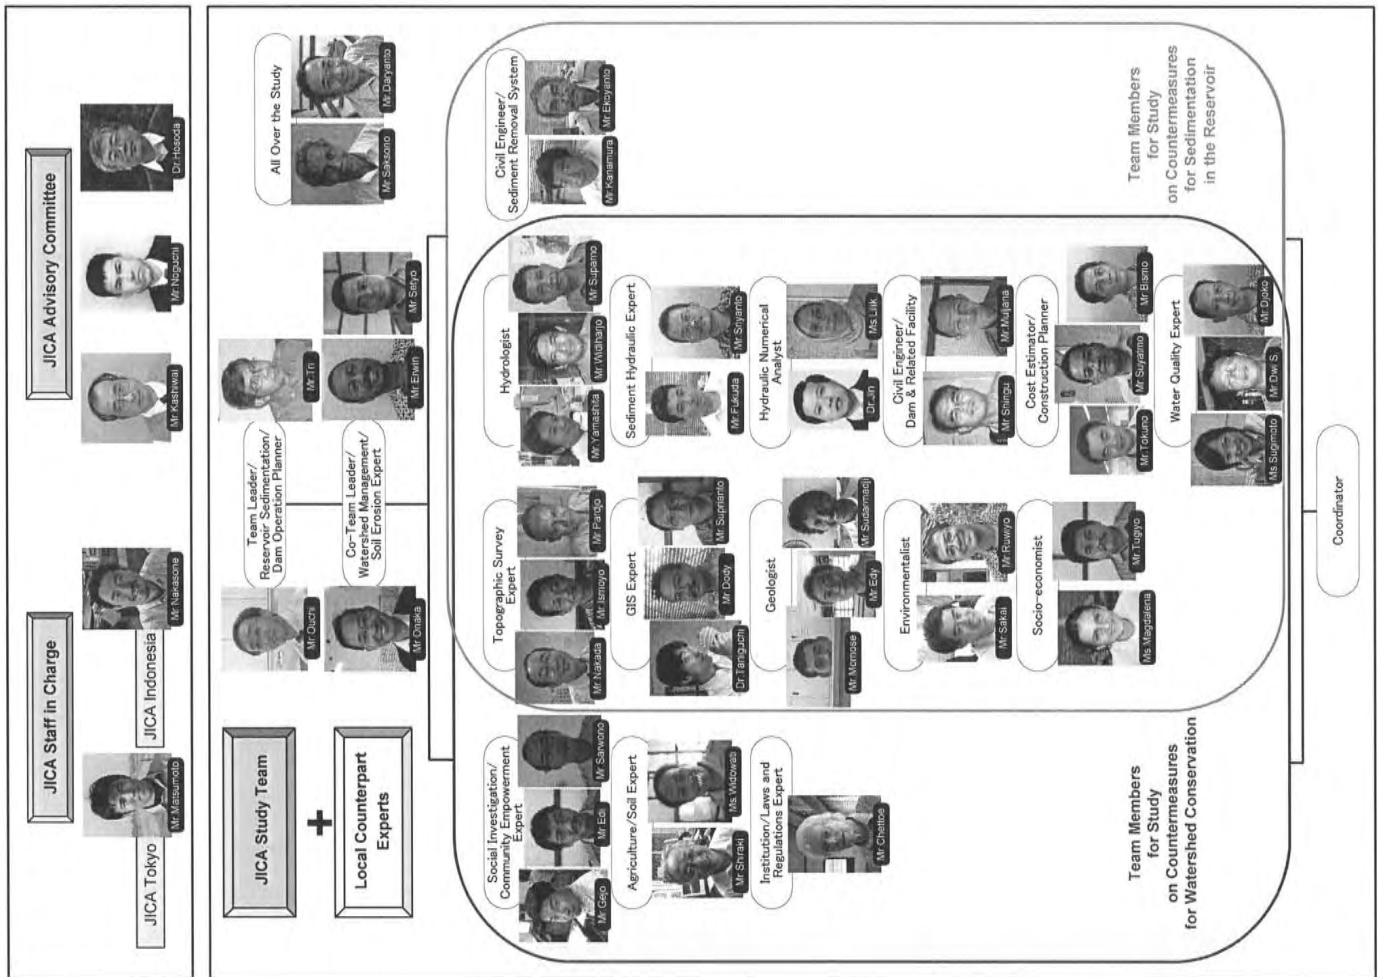 JICA Staff in Charge
JICA Tokyo
Mr.Matsumoto
JICA Indonesia
Mr.Nakasone
JICA Advisory Committee
Mr.Kashiwai
Mr.Noguchi
Dr.Hosoda
JICA Study Team
+
Local Counterpart
Experts
Team Leader/
Reservoir Sedimentation/
Dam Operation Planner
Mr.Ouchi
Mr.Tri
Co-Team Leader/
Watershed Management/
Soil Erosion Expert
Mr.Onaka
Mr.Erwin
Mr.Setyo
All Over the Study
Mr.Saksono
Mr.Daryanto
Social Investigation/
Community Empowerment
Expert
Mr.Gejo
Mr.Edi
Mr.Sarwono
Agriculture/Soil Expert
Mr.Shiraki
Ms.Widowati
Institution/Laws and
Regulations Expert
Mr.Chettoe
Team Members
for Study
on Countermeasures
for Watershed Conservation
Topographic Survey
Expert
Mr.Nakada
Mr.Ismoyo
Mr.Pardjo
GIS Expert
Dr.Taniguchi
Mr.Dody
Mr.Suprianto
Geologist
Mr.Momose
Mr.Edy
Mr.Sudarmadji
Environmentalist
Mr.Sakai
Mr.Ruwiyo
Socio-economist
Ms.Magdalena
Mr.Tugiyo
Hydrologist
Mr.Yamashita
Mr.Widiharjo
Mr.Suparno
Sediment Hydraulic Expert
Mr.Fukuda
Mr.Sriyanto
Hydraulic Numerical
Analyst
Dr.Jin
Ms.Lilik
Civil Engineer/
Dam & Related Facility
Mr.Shingu
Mr.Muljana
Cost Estimator/
Construction Planner
Mr.Tokuno
Mr.Suyatmo
Mr.Bismo
Water Quality Expert
Ms.Sugimoto
Mr.Dwi S.
Mr.Djoko
Civil Engineer/
Sediment Removal System
Mr.Kanamura
Mr.Ekoyanto
Team Members
for Study
on Countermeasures
for Sedimentation
in the Reservoir
Coordinator